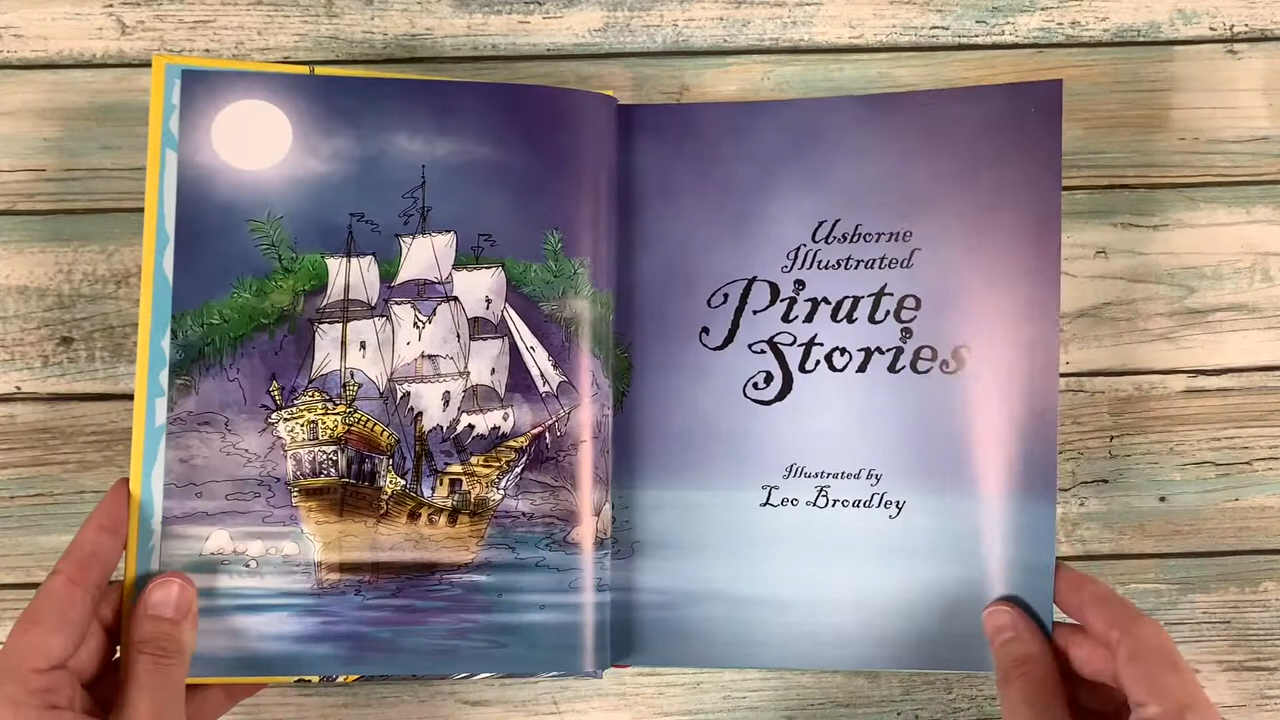 Usborne
Illustrated
Pirate
Stories
Illustrated by
Leo Broadley